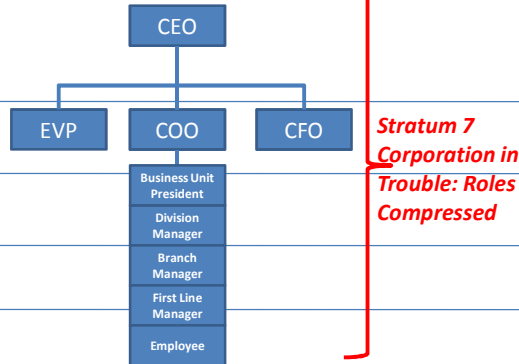 CEO
EVP
COO
CFO
Stratum 7
Corporation in
Trouble: Roles
Compressed
Business Unit
President
Division
Manager
Branch
Manager
First Line
Manager
Employee